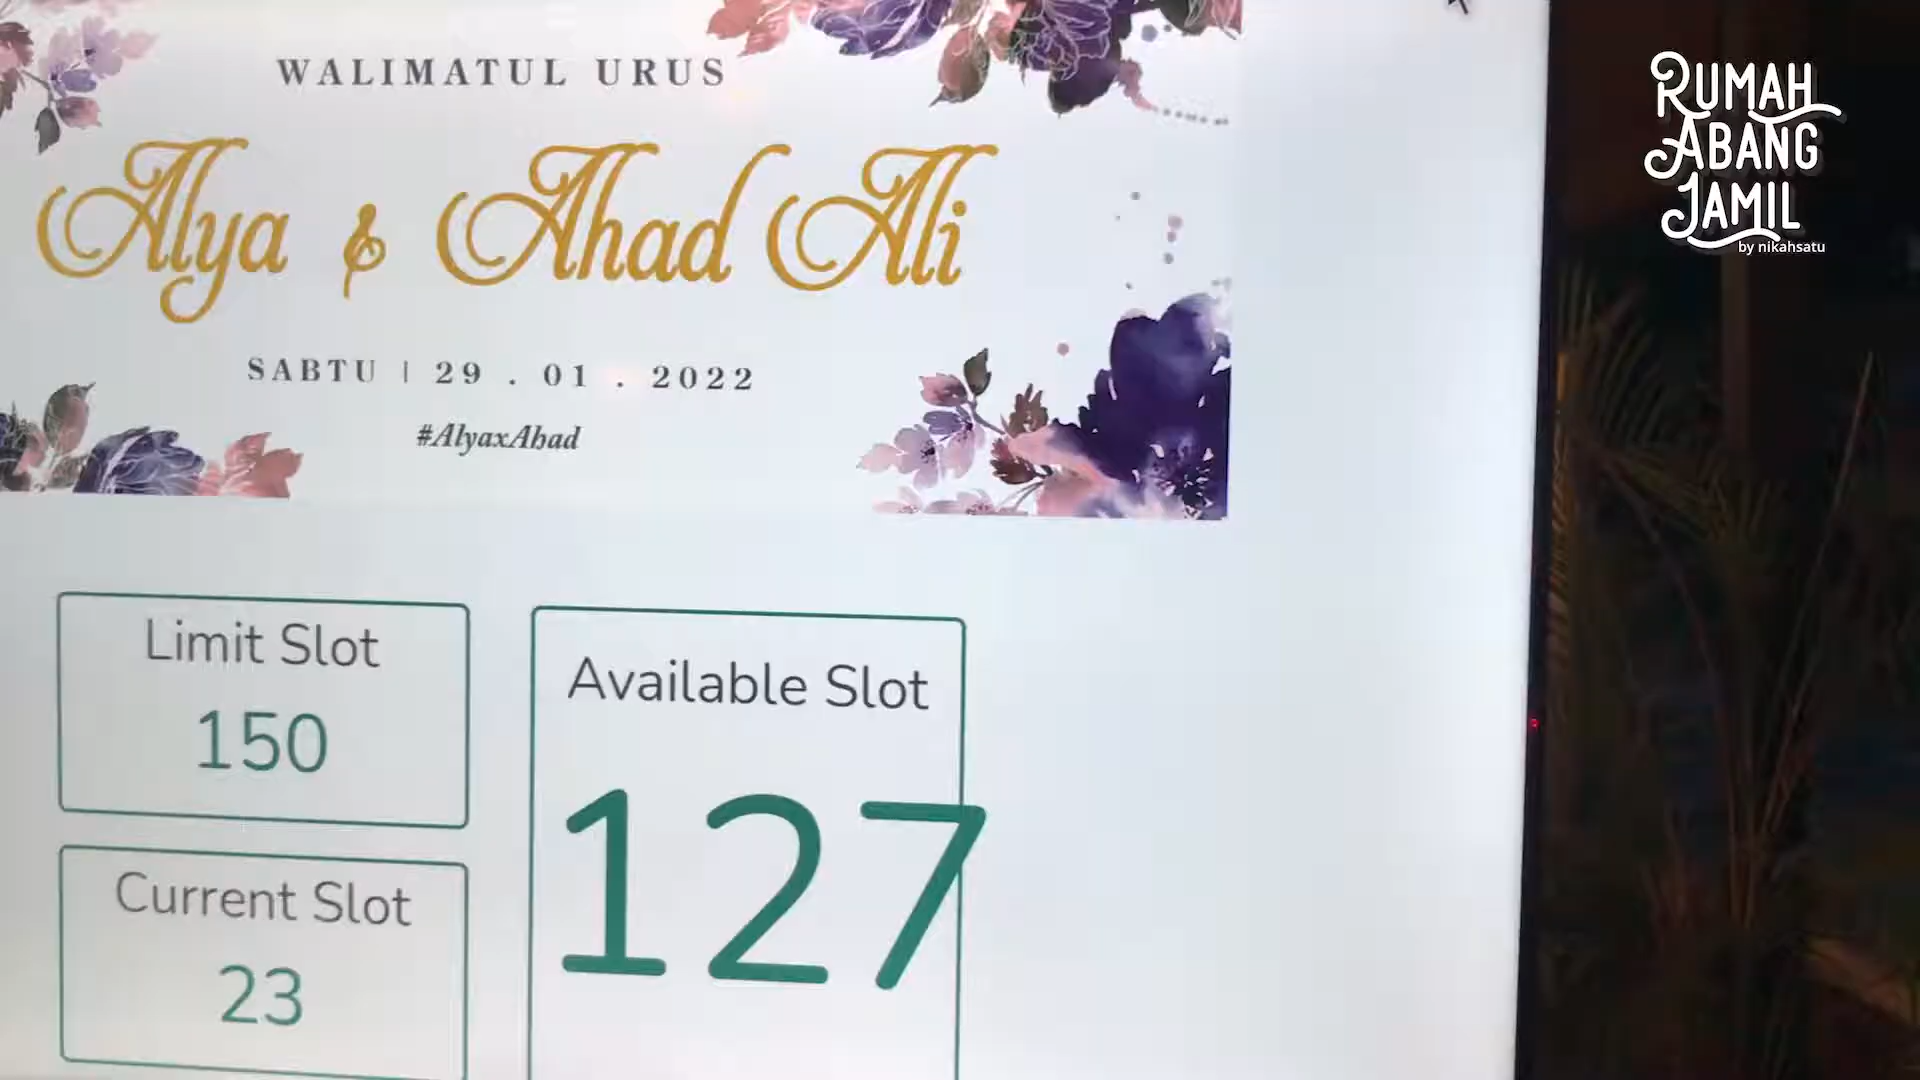 WALIMATUL URUS
Alya & Ahad Ali
SABTU | 29 . 01 . 2022
#AlyaxAhad
Limit Slot
150
Available Slot
127
Current Slot
23
RUMAH
ABANG
JAMIL
by nikahsatu